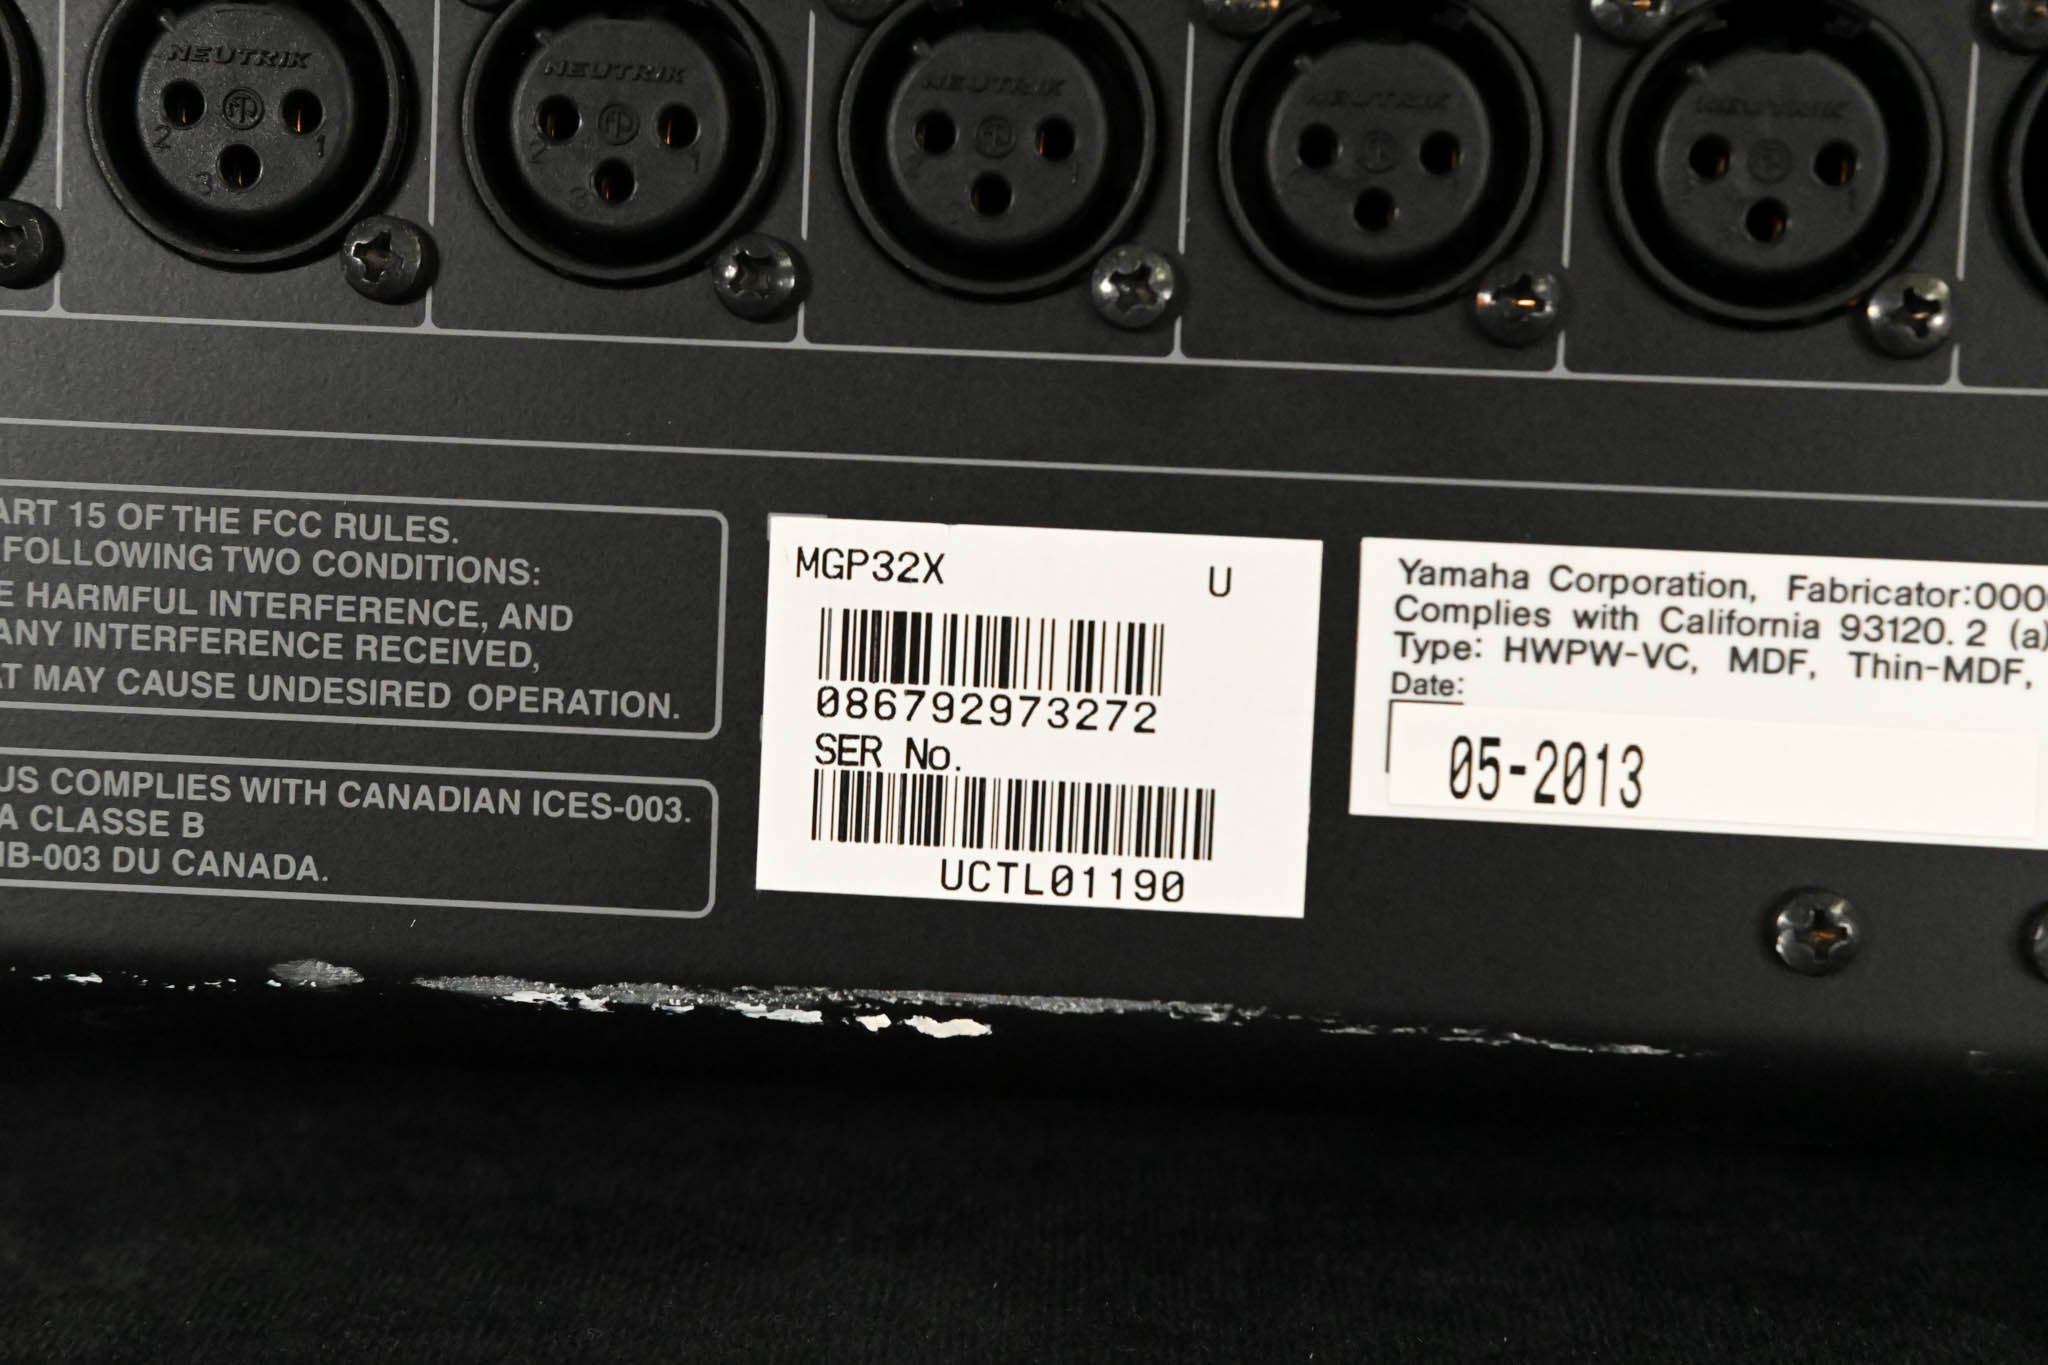 NEUTRIK NEUTRIK NEUTRIK NEUTRIK NEUTRIK
2 1 2 1
3 3
ART 15 OF THE FCC RULES.
FOLLOWING TWO CONDITIONS:
E HARMFUL INTERFERENCE, AND
ANY INTERFERENCE RECEIVED,
AT MAY CAUSE UNDESIRED OPERATION.
US COMPLIES WITH CANADIAN ICES-003.
A CLASSE B
MB-003 DU CANADA.
MGP32X U
086792973272
SER No.
UCTL01190
Yamaha Corporation, Fabricator:000
Complies with California 93120.2 (a)
Type: HWPW-VC, MDF, Thin-MDF,
Date:
05-2013